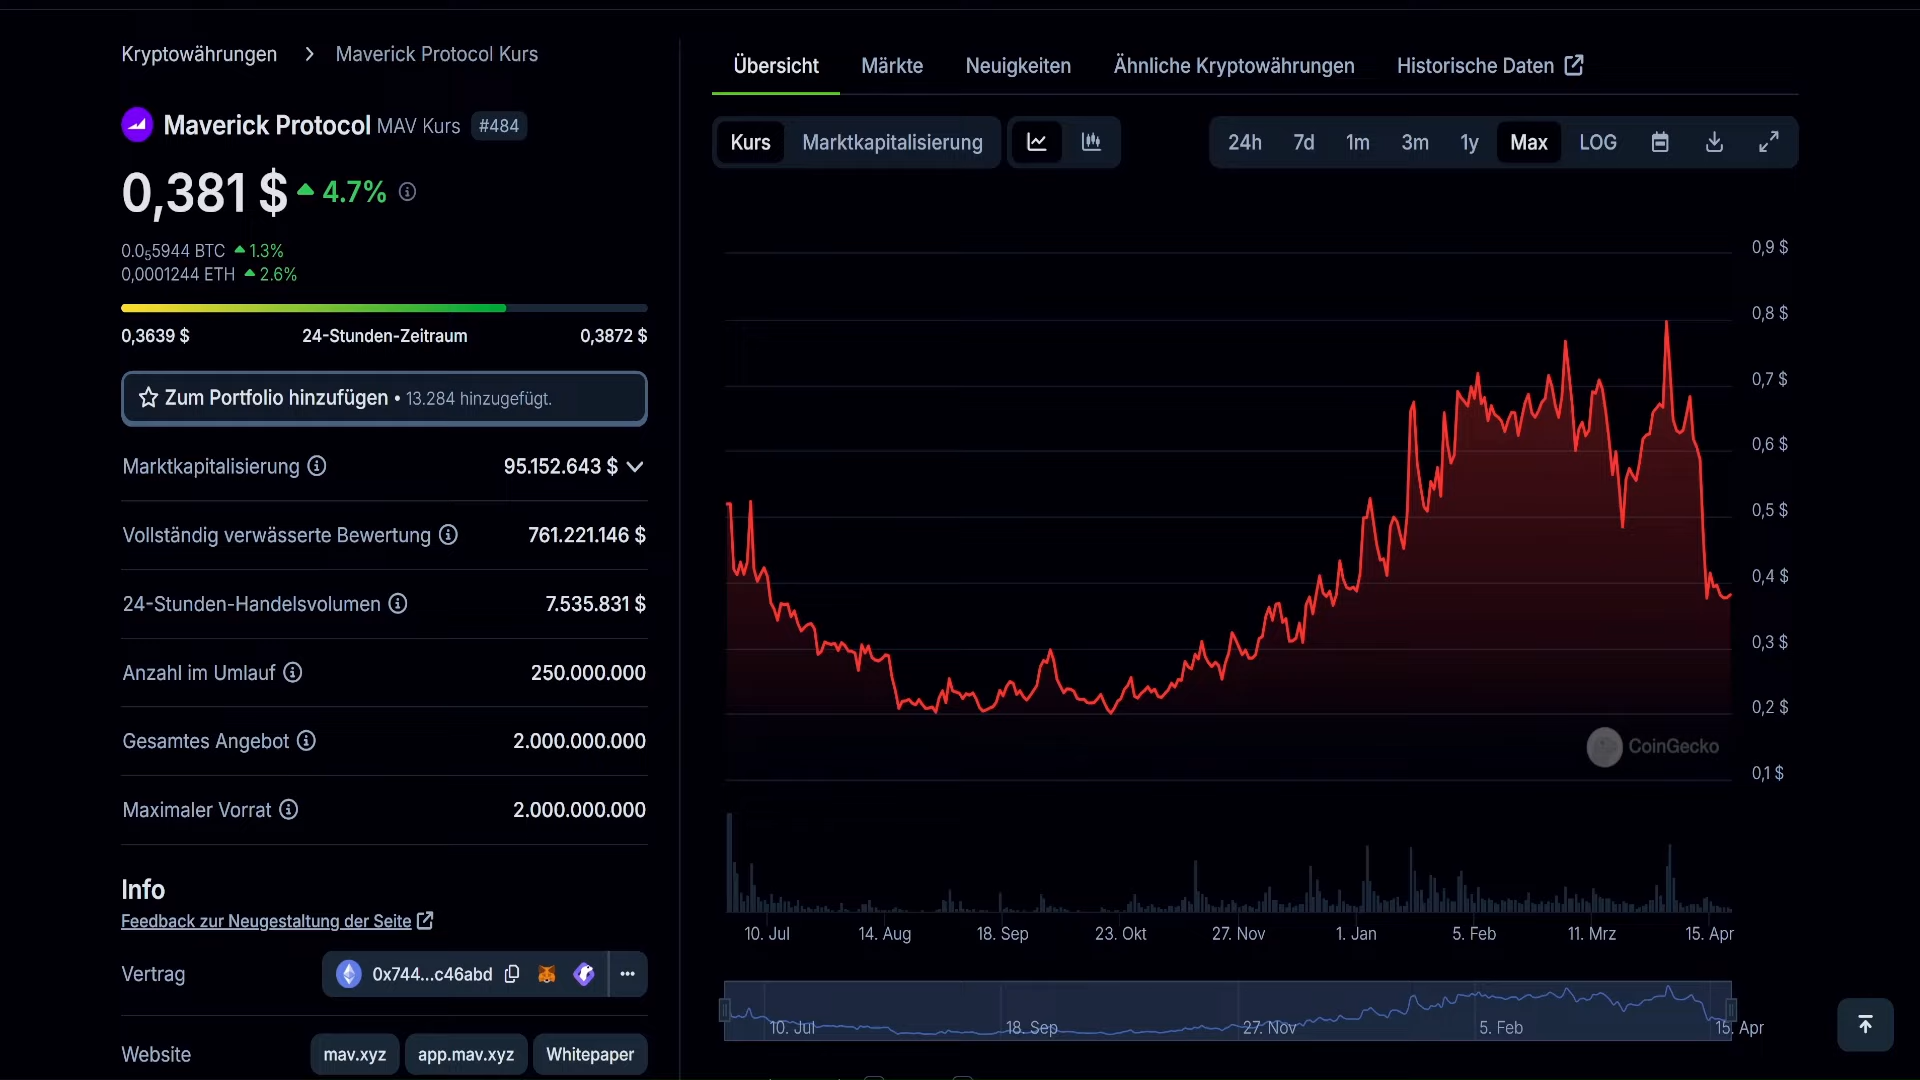 Kryptowährungen > Maverick Protocol Kurs
Maverick Protocol MAV Kurs #484
0,381 $ 4.7%
0.0₅5944 BTC 1.3%
0,0001244 ETH 2.6%
0,3639 $ 24-Stunden-Zeitraum 0,3872 $
Zum Portfolio hinzufügen • 13.284 hinzugefügt.
Marktkapitalisierung 95.152.643 $
Vollständig verwässerte Bewertung 761.221.146 $
24-Stunden-Handelsvolumen 7.535.831 $
Anzahl im Umlauf 250.000.000
Gesamtes Angebot 2.000.000.000
Maximaler Vorrat 2.000.000.000
Info
Feedback zur Neugestaltung der Seite
Vertrag 0x744...c46abd
Website mav.xyz app.mav.xyz Whitepaper
Übersicht Märkte Neuigkeiten Ähnliche Kryptowährungen Historische Daten
Kurs Marktkapitalisierung 24h 7d 1m 3m 1y Max LOG
0,9 $
0,8 $
0,7 $
0,6 $
0,5 $
0,4 $
0,3 $
0,2 $
CoinGecko
0,1 $
10. Jul 14. Aug 18. Sep 23. Okt 27. Nov 1. Jan 5. Feb 11. Mrz 15. Apr
10. Jul 18. Sep 27. Nov 5. Feb 15. Apr